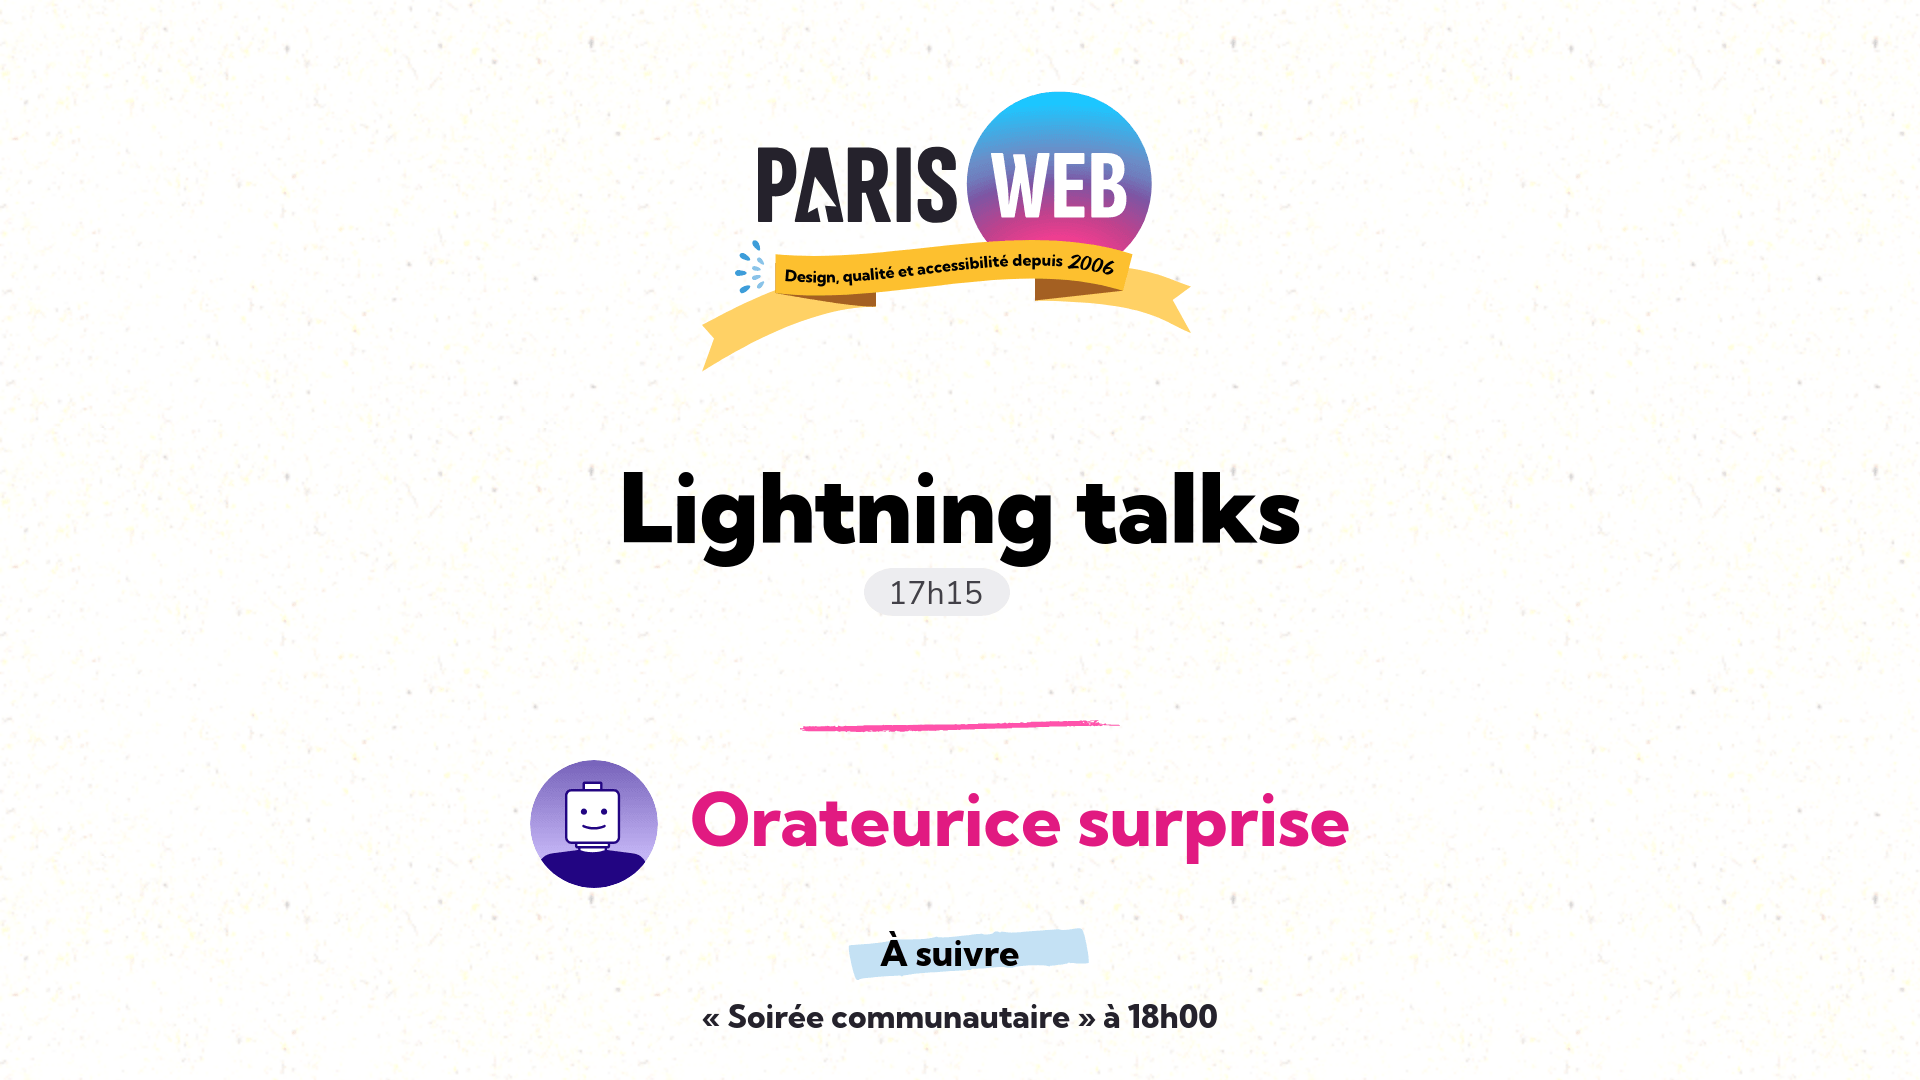 PARIS WEB
Design, qualité et accessibilité depuis 2006
Lightning talks
17h15
Orateurice surprise
À suivre
« Soirée communautaire » à 18h00